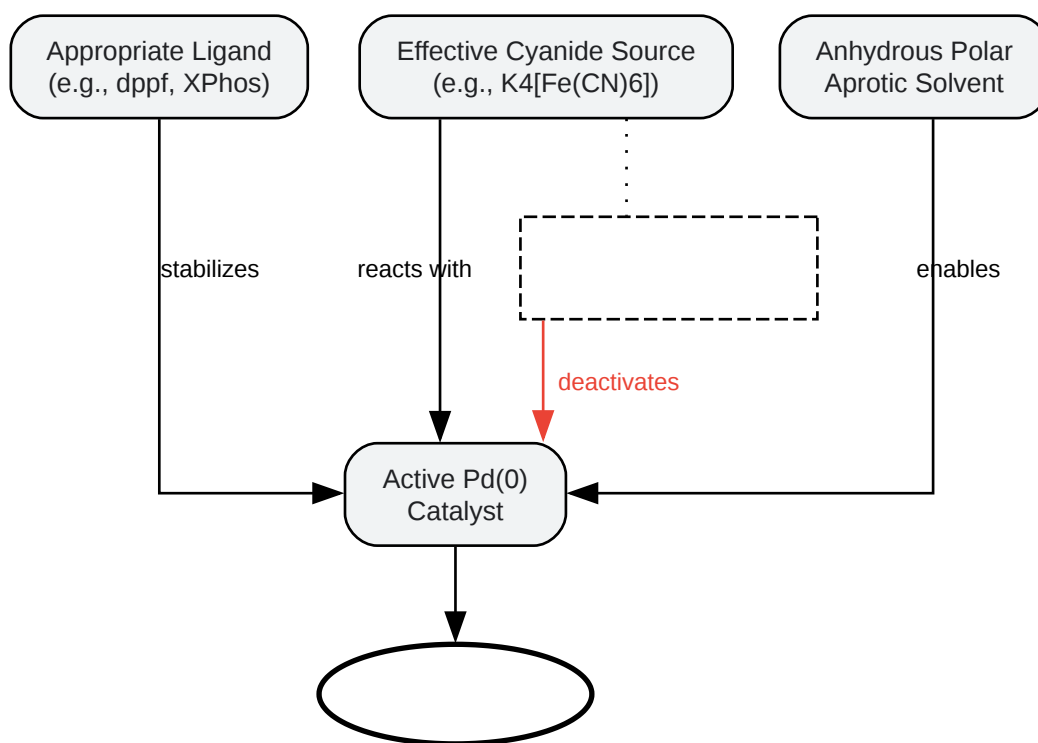 Appropriate Ligand
(e.g., dppf, XPhos)
Effective Cyanide Source
(e.g., K4[Fe(CN)6])
Anhydrous Polar
Aprotic Solvent
stabilizes
reacts with
enables
deactivates
Active Pd(0)
Catalyst